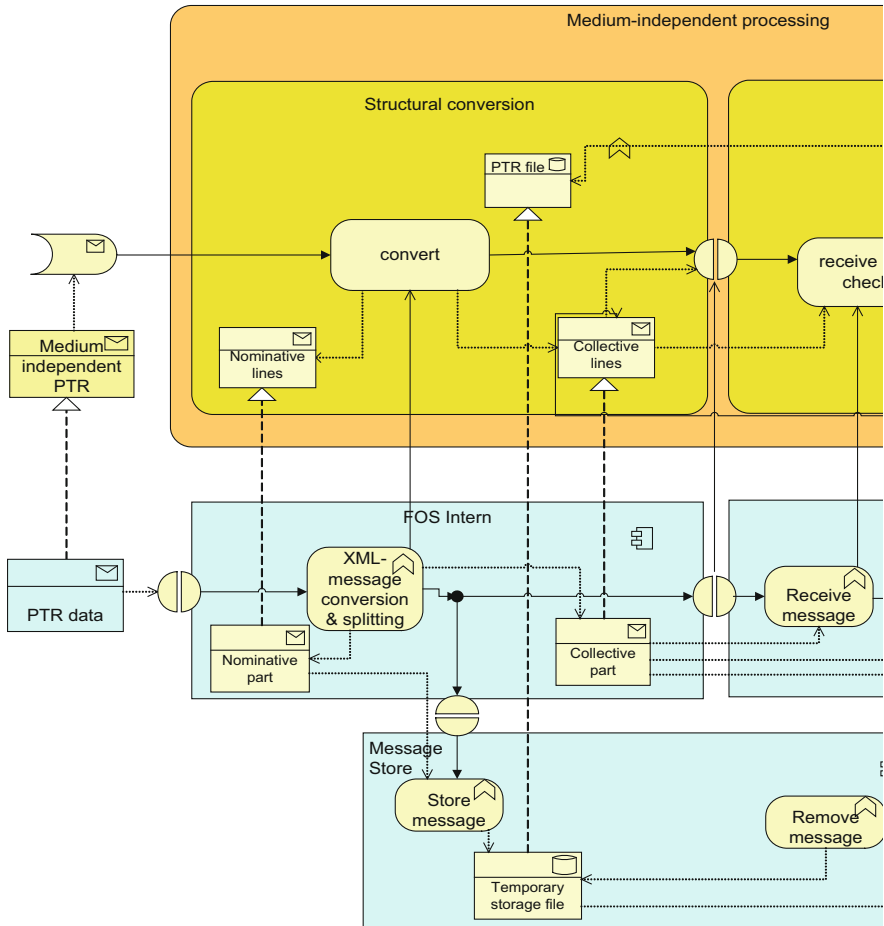 Medium-independent processing
Structural conversion
PTR file
convert
receive
chec
Medium
independent
PTR
Nominative
lines
Collective
lines
FOS Intern
XML-
message
conversion
& splitting
Receive
message
PTR data
Nominative
part
Collective
part
Message
Store
Store
message
Remove
message
Temporary
storage file